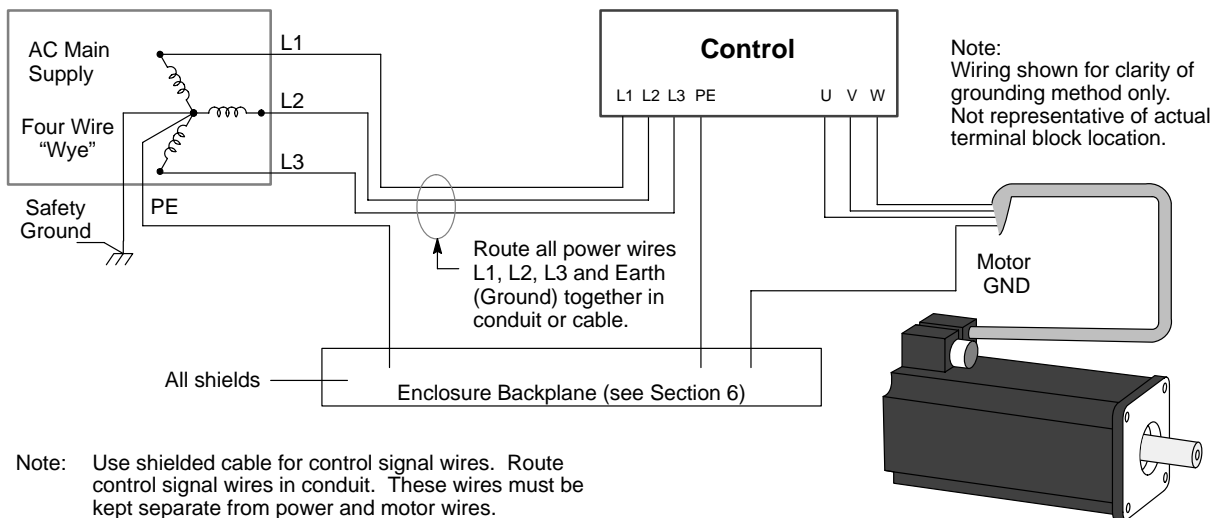 AC Main
Supply
Four Wire
“Wye”
L1
L2
L3
PE
Safety
Ground
Route all power wires
L1, L2, L3 and Earth
(Ground) together in
conduit or cable.
Control
L1 L2 L3 PE U V W
Note:
Wiring shown for clarity of
grounding method only.
Not representative of actual
terminal block location.
Motor
GND
All shields
Enclosure Backplane (see Section 6)
Note: Use shielded cable for control signal wires. Route
control signal wires in conduit. These wires must be
kept separate from power and motor wires.